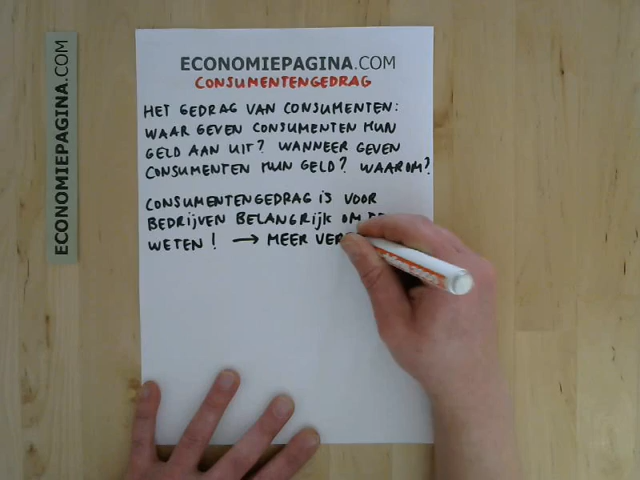 ECONOMIEPAGINA.COM
ECONOMIEPAGINA.COM
CONSUMENTENGEDRAG
HET GEDRAG VAN CONSUMENTEN:
WAAR GEVEN CONSUMENTEN HUN
GELD AAN UIT? WANNEER GEVEN
CONSUMENTEN HUN GELD? WAAROM?
CONSUMENTENGEDRAG IS VOOR
BEDRIJVEN BELANGRIJK OM
WETEN! → MEER